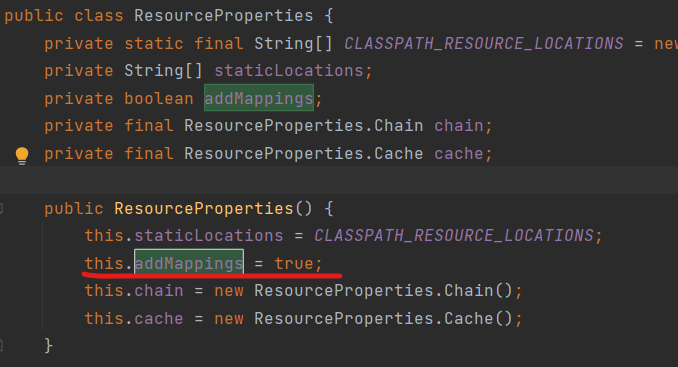 public class ResourceProperties {
private static final String[] CLASSPATH_RESOURCE_LOCATIONS = new
private String[] staticLocations;
private boolean addMappings;
private final ResourceProperties.Chain chain;
private final ResourceProperties.Cache cache;
public ResourceProperties() {
this.staticLocations = CLASSPATH_RESOURCE_LOCATIONS;
this.addMappings = true;
this.chain = new ResourceProperties.Chain();
this.cache = new ResourceProperties.Cache();
}